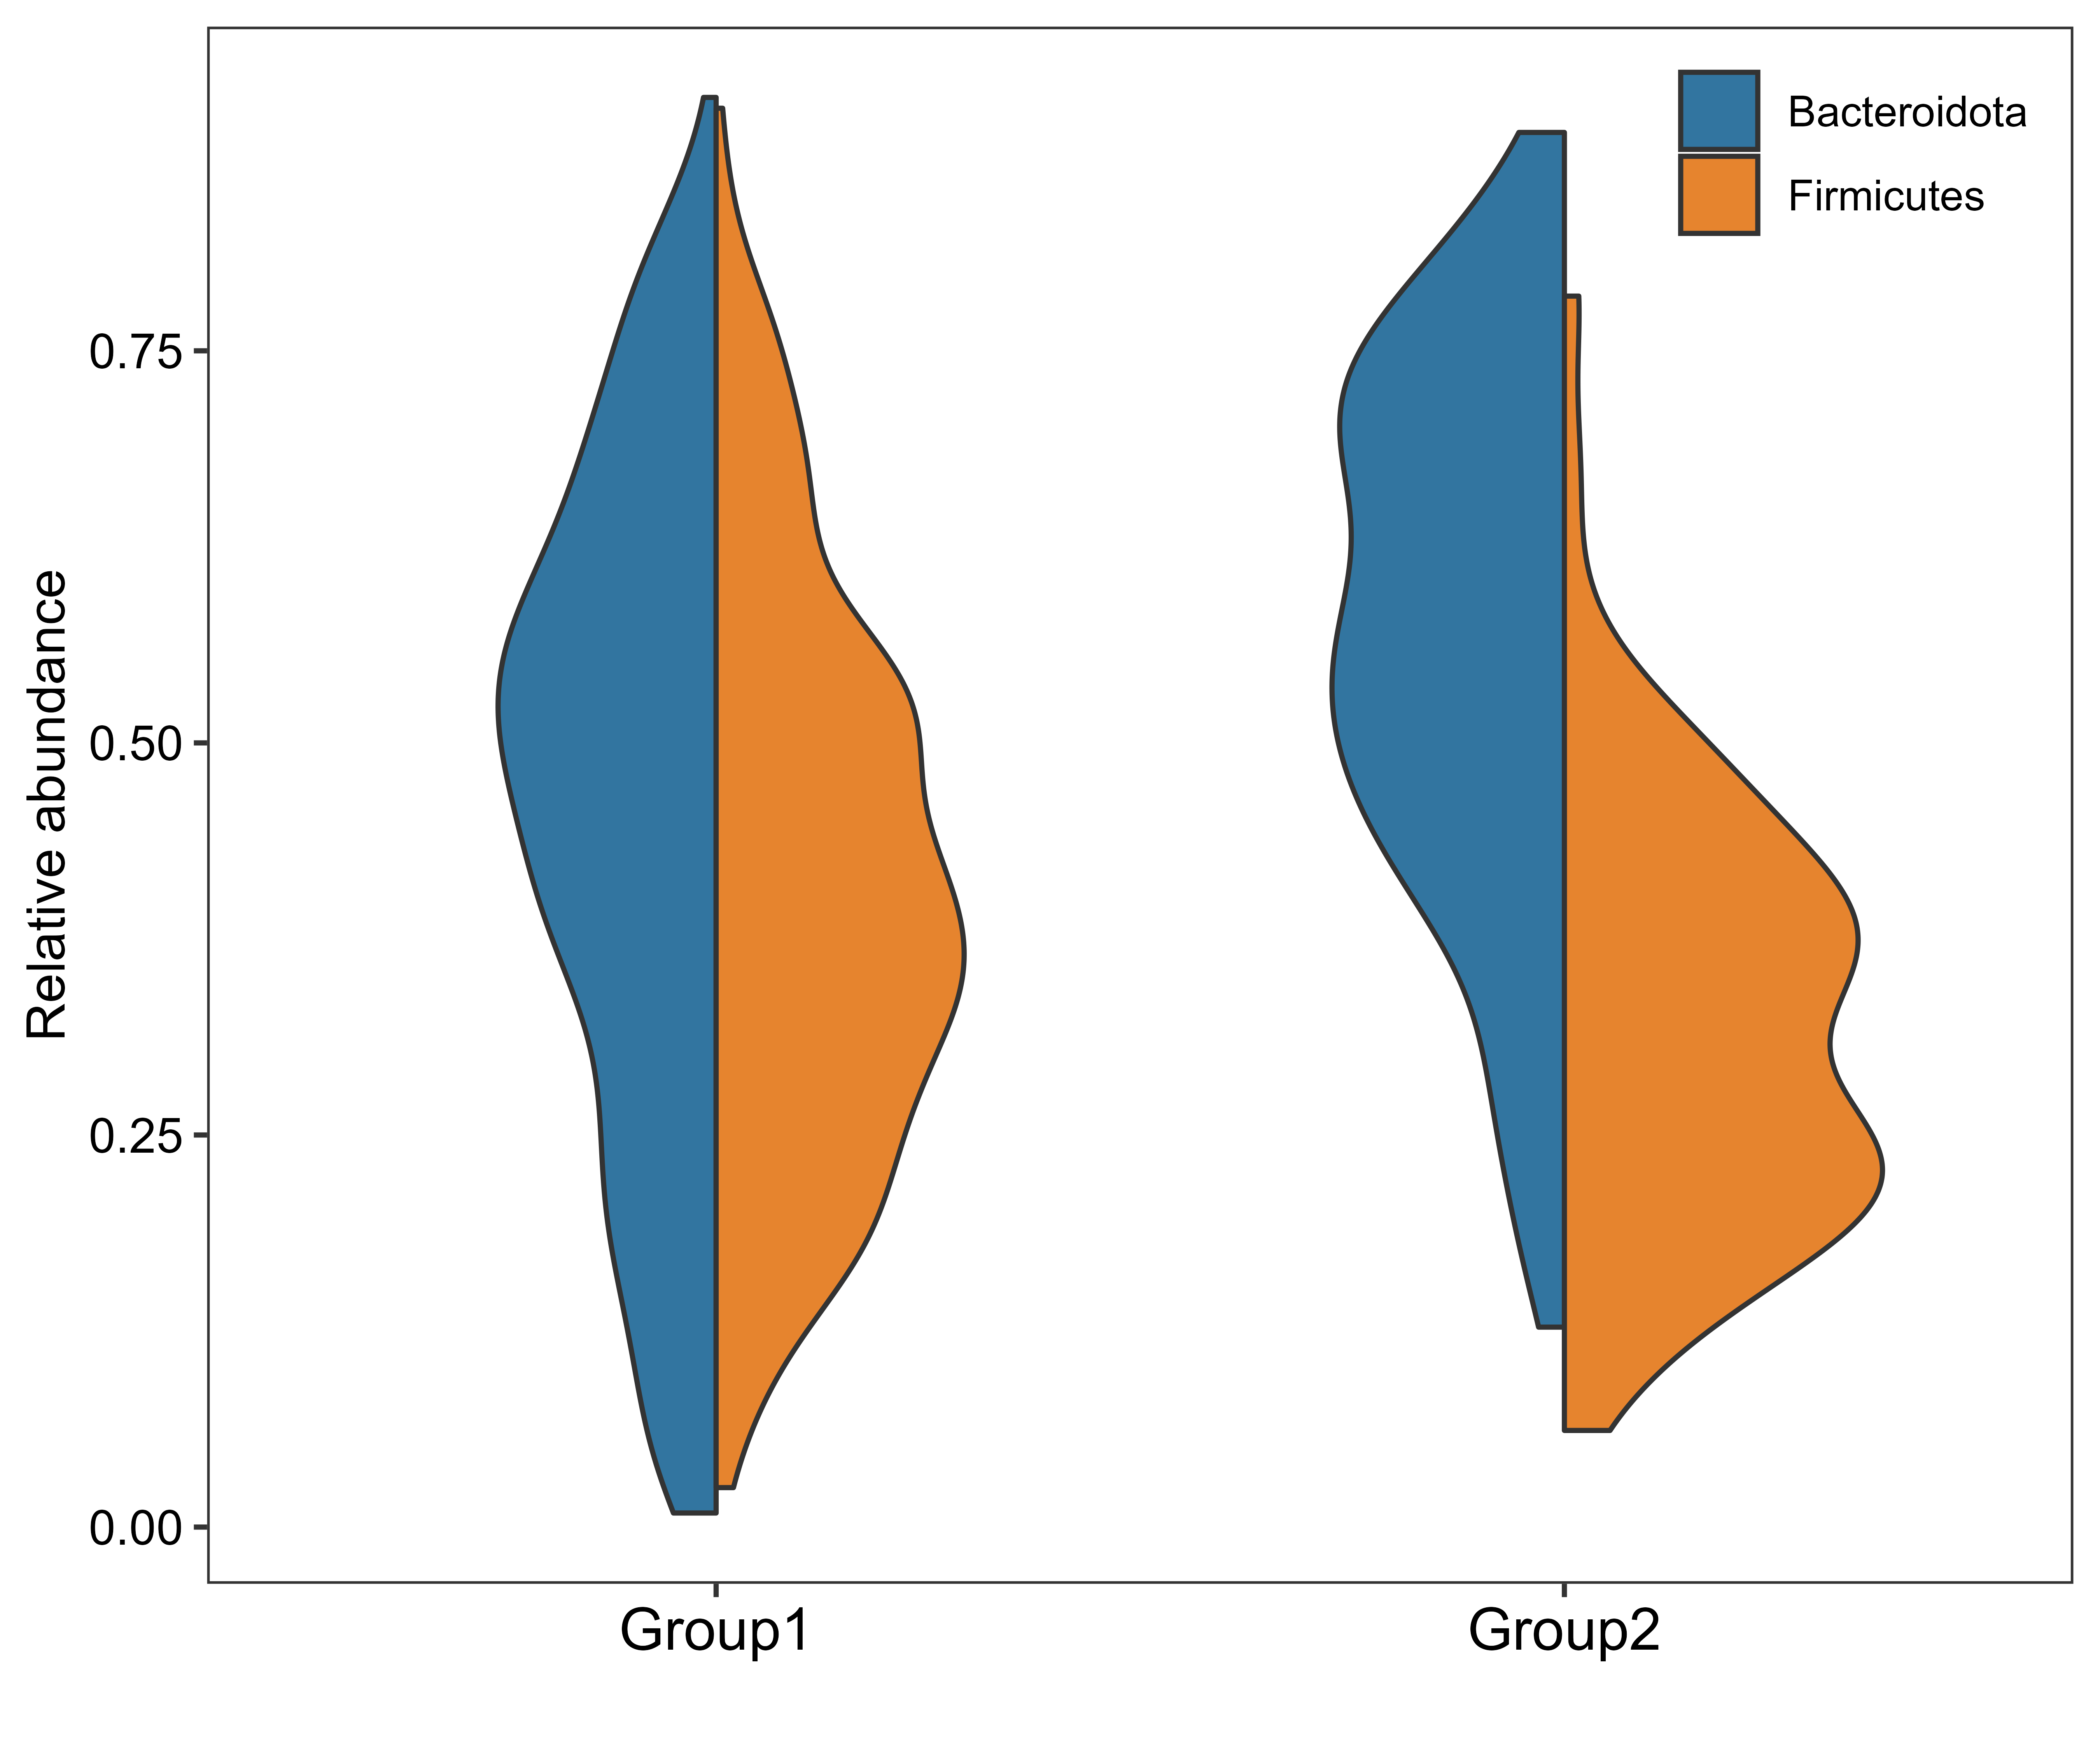 Bacteroidota
Firmicutes
Relative abundance
0.75
0.50
0.25
0.00
Group1
Group2